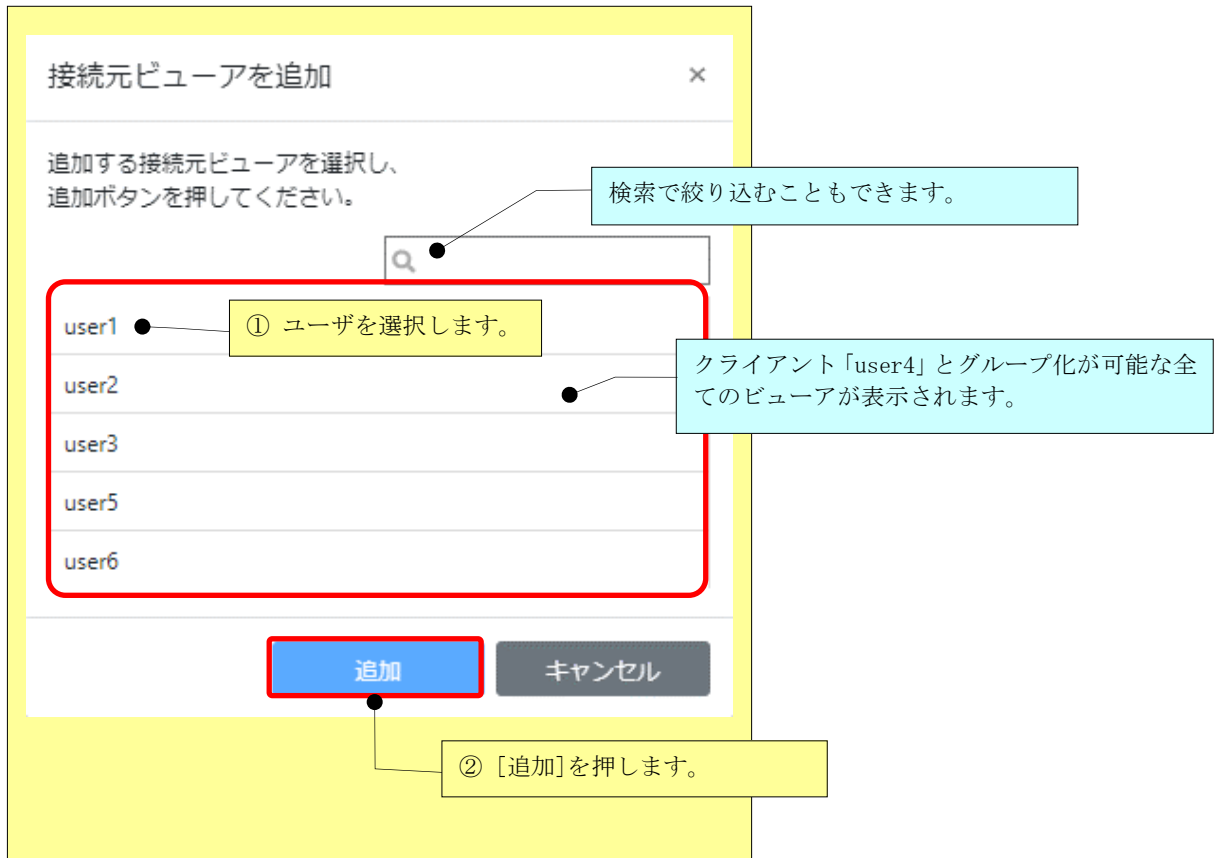 接続元ビューアを追加
×
追加する接続元ビューアを選択し、
追加ボタンを押してください。
検索で絞り込むこともできます。
user1
① ユーザを選択します。
クライアント「user4」とグループ化が可能な全
てのビューアが表示されます。
user2
user3
user5
user6
追加
キャンセル
② [追加]を押します。